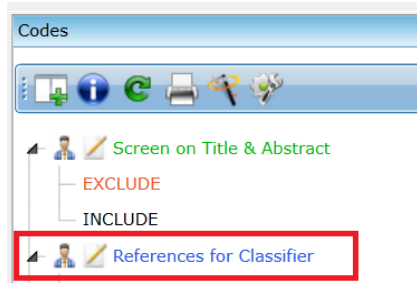 Codes
Screen on Title & Abstract
EXCLUDE
INCLUDE
References for Classifier